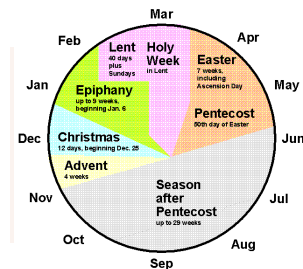 Mar
Feb
Apr
Lent
40 days
plus
Sundays
Holy
Week
in Lent
Easter
7 weeks,
including
Ascension Day
Jan
May
Epiphany
up to 9 weeks,
beginning Jan. 6
Pentecost
50th day of Easter
Dec
Christmas
12 days, beginning Dec. 25
Jun
Advent
4 weeks
Nov
Season
after
Pentecost
up to 29 weeks
Jul
Oct
Aug
Sep